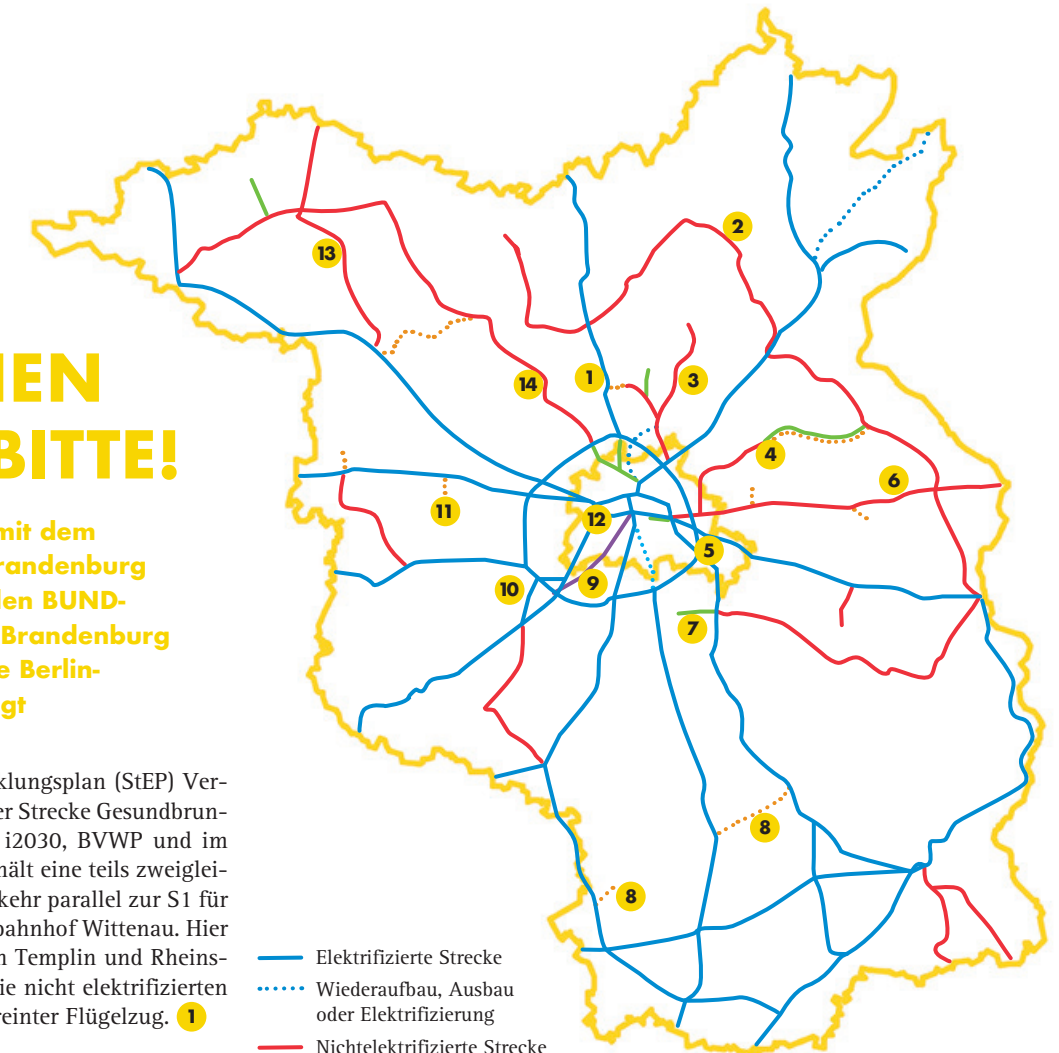 IEN
BITTE!
mit dem
randenburg
den BUND-
Brandenburg
e Berlin-
gt
klungsplan (StEP) Ver-
er Strecke Gesundbrun-
i2030, BVWP und im
hält eine teils zweiglei-
kehr parallel zur S1 für
bahnhof Wittenau. Hier
n Templin und Rheins-
ie nicht elektrifizierten
reinter Flügelzug. 1
2
13
1
3
14
4
6
11
12
5
10
9
7
8
8
Elektrifizierte Strecke
Wiederaufbau, Ausbau
oder Elektrifizierung
Nichtelektrifizierte Strecke